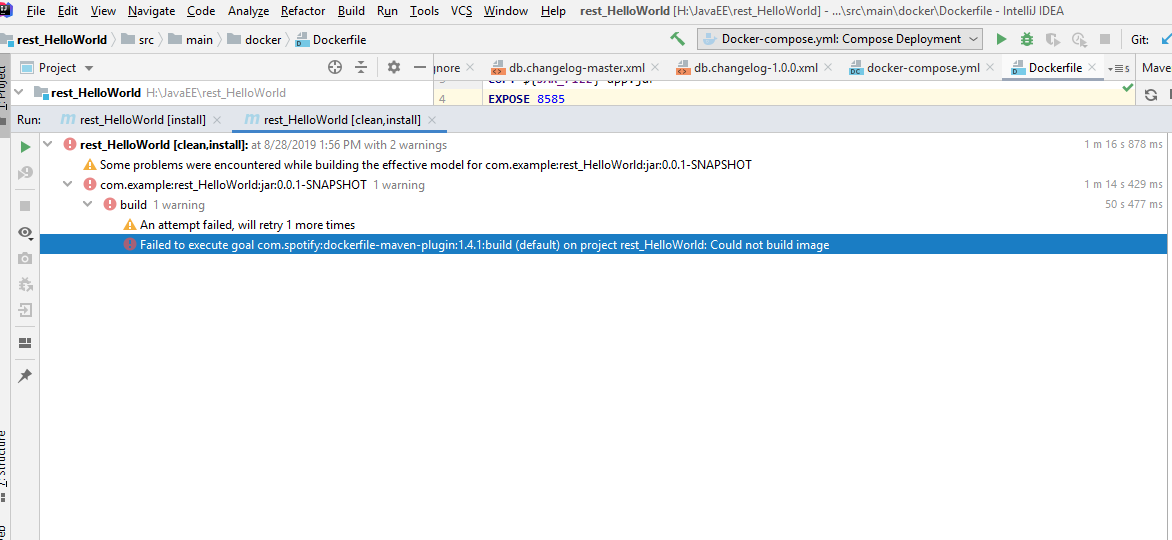 File Edit View Navigate Code Analyze Refactor Build Run Tools VCS Window Help rest_HelloWorld [H:\JavaEE\rest_HelloWorld] - ...\src\main\docker\Dockerfile - IntelliJ IDEA
rest_HelloWorld src main docker Dockerfile Docker-compose.yml: Compose Deployment Git:
1: Project
Project gnore db.changelog-master.xml db.changelog-1.0.0.xml docker-compose.yml Dockerfile Mave
rest_HelloWorld H:\JavaEE\rest_HelloWorld
4 EXPOSE 8585
Run: rest_HelloWorld [install] rest_HelloWorld [clean,install]
rest_HelloWorld [clean,install]: at 8/28/2019 1:56 PM with 2 warnings 1 m 16 s 878 ms
Some problems were encountered while building the effective model for com.example:rest_HelloWorld:jar:0.0.1-SNAPSHOT
com.example:rest_HelloWorld:jar:0.0.1-SNAPSHOT 1 warning 1 m 14 s 429 ms
build 1 warning 50 s 477 ms
An attempt failed, will retry 1 more times
Failed to execute goal com.spotify:dockerfile-maven-plugin:1.4.1:build (default) on project rest_HelloWorld: Could not build image